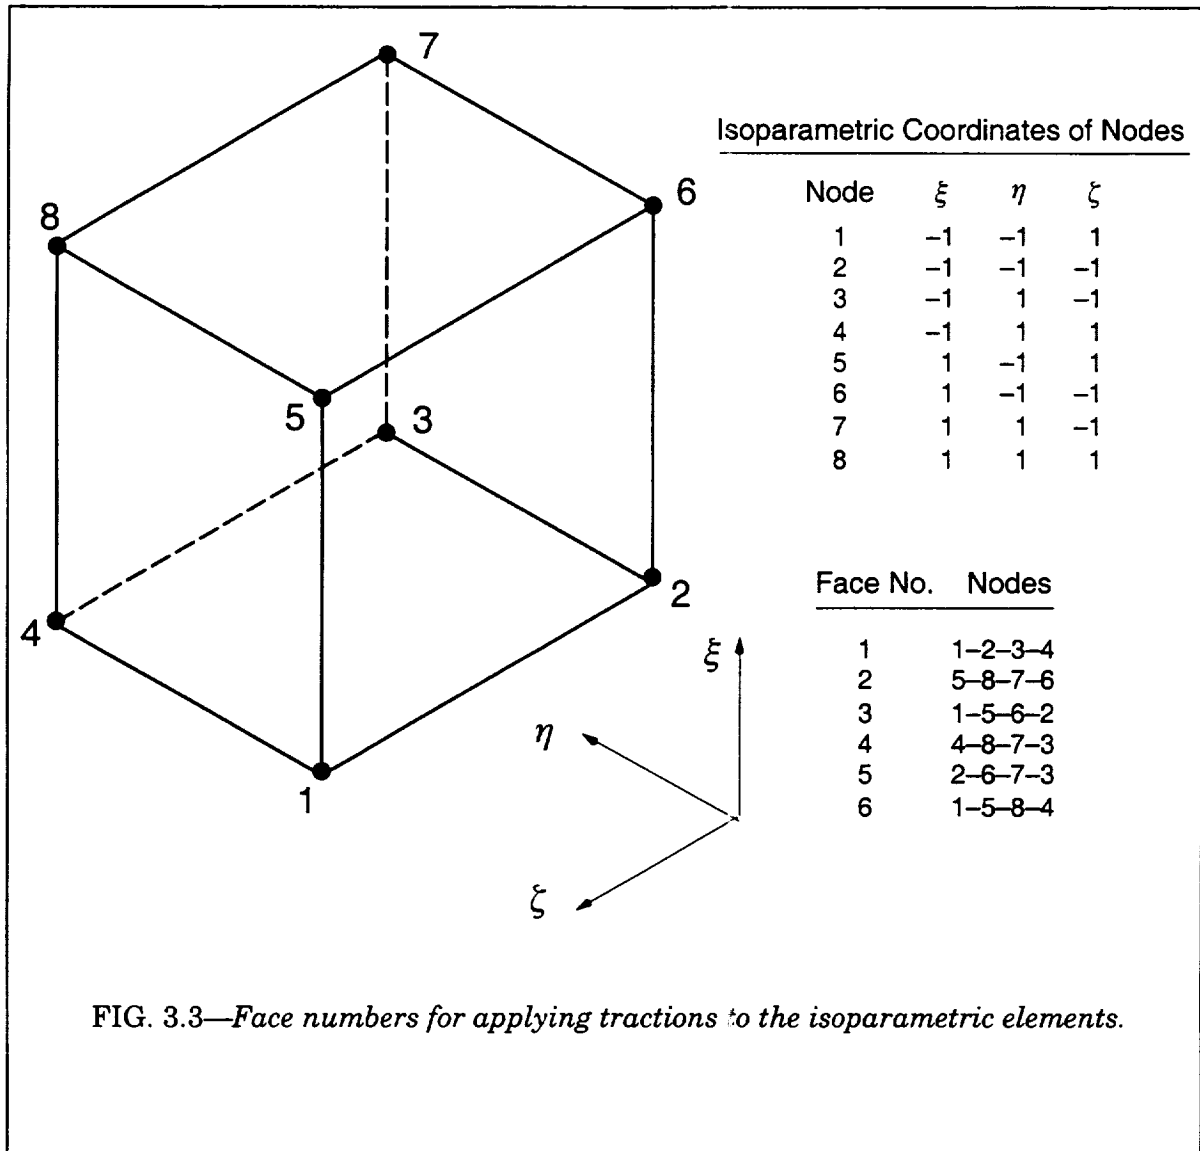 7
6
8
5
3
2
4
1
Isoparametric Coordinates of Nodes
Node ξ η ζ
1 –1 –1 1
2 –1 –1 –1
3 –1 1 –1
4 –1 1 1
5 1 –1 1
6 1 –1 –1
7 1 1 –1
8 1 1 1
Face No. Nodes
1 1–2–3–4
2 5–8–7–6
3 1–5–6–2
4 4–8–7–3
5 2–6–7–3
6 1–5–8–4
ξ
η
ζ
FIG. 3.3—Face numbers for applying tractions to the isoparametric elements.